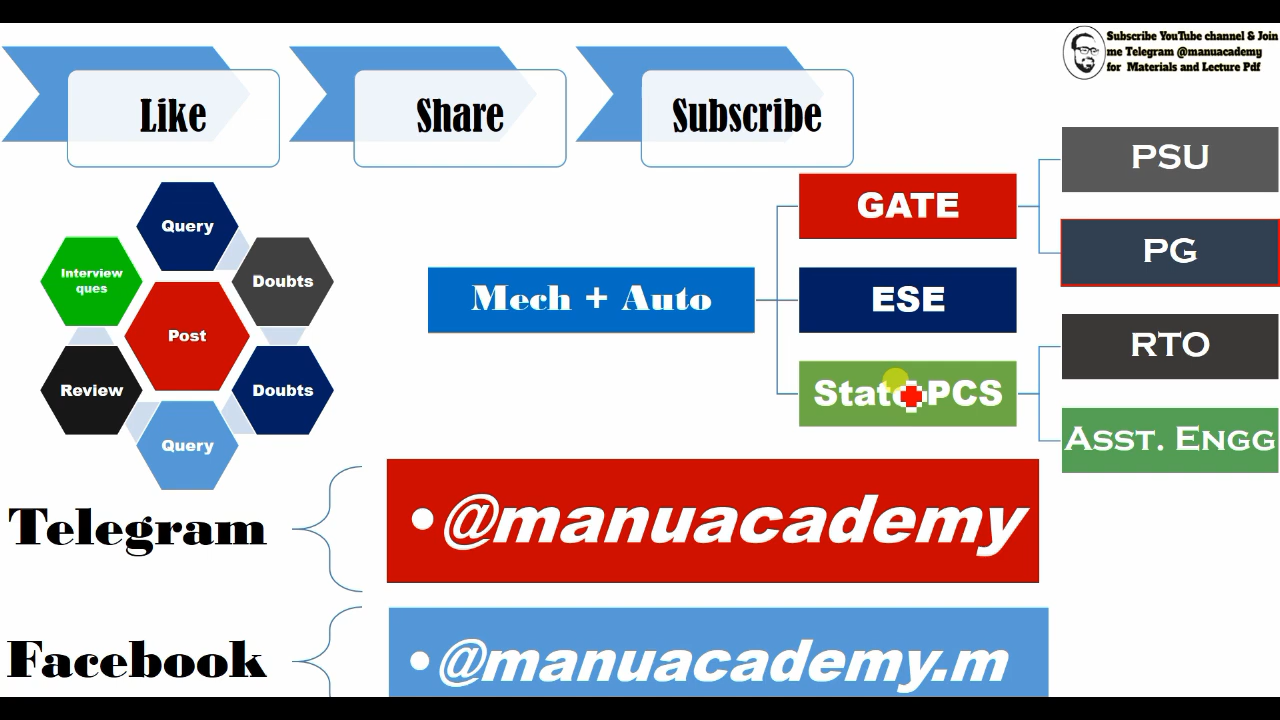 Subscribe YouTube channel & Join
me Telegram @manuacademy
for Materials and Lecture Pdf
Like
Share
Subscribe
Query
Interview
ques
Doubts
Post
Review
Doubts
Query
Mech + Auto
GATE
ESE
State PCS
PSU
PG
RTO
ASST. ENGG
Telegram
• @manuacademy
Facebook
• @manuacademy.m